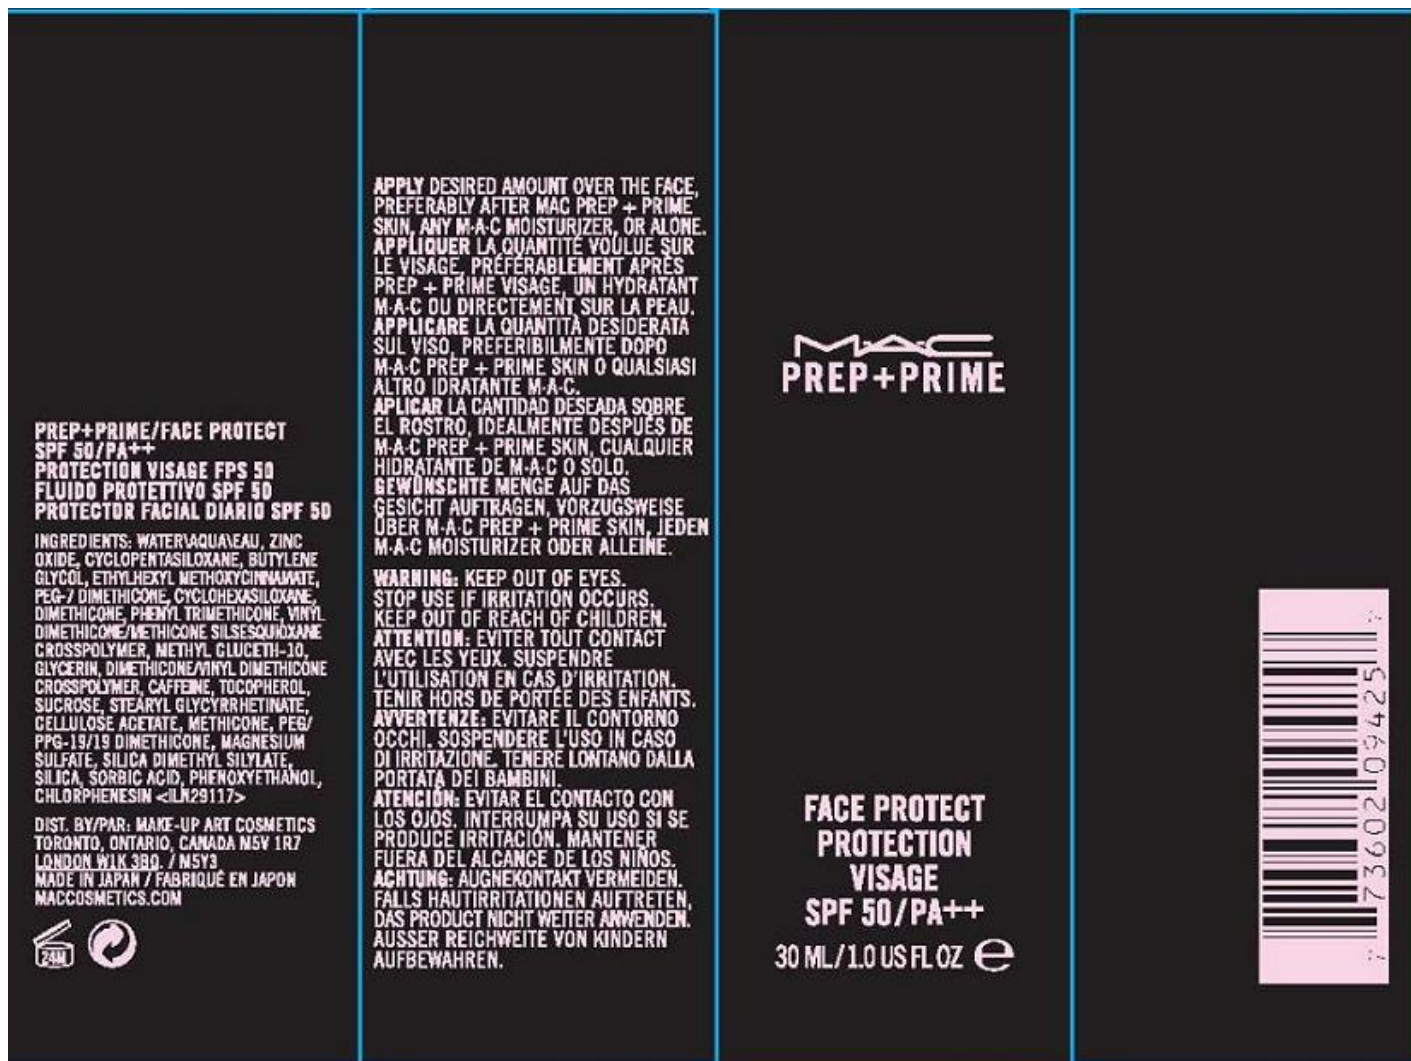 PREP+PRIME/FACE PROTECT
SPF 50/PA++
PROTECTION VISAGE FPS 50
FLUIDO PROTETTIVO SPF 50
PROTECTOR FACIAL DIARIO SPF 50
INGREDIENTS: WATER\AQUA\EAU, ZINC
OXIDE, CYCLOPENTASILOXANE, BUTYLENE
GLYCOL, ETHYLHEXYL METHOXYCINNAMATE,
PEG-7 DIMETHICONE, CYCLOHEXASILOXANE,
DIMETHICONE, PHENYL TRIMETHICONE, VINYL
DIMETHICONE/METHICONE SILSESQUIOXANE
CROSSPOLYMER, METHYL GLUCETH-10,
GLYCERIN, DIMETHICONE/VINYL DIMETHICONE
CROSSPOLYMER, CAFFEINE, TOCOPHEROL,
SUCROSE, STEARYL GLYCYRRHETINATE,
CELLULOSE ACETATE, METHICONE, PEG/
PPG-19/19 DIMETHICONE, MAGNESIUM
SULFATE, SILICA DIMETHYL SILYLATE,
SILICA, SORBIC ACID, PHENOXYETHANOL,
CHLORPHENESIN <ILN29117>
DIST. BY/PAR: MAKE-UP ART COSMETICS
TORONTO, ONTARIO, CANADA M5V 1R7
LONDON W1K 3BQ. / M5Y3
MADE IN JAPAN / FABRIQUÉ EN JAPON
MACCOSMETICS.COM
24M
APPLY DESIRED AMOUNT OVER THE FACE,
PREFERABLY AFTER MAC PREP + PRIME
SKIN, ANY M·A·C MOISTURIZER, OR ALONE.
APPLIQUER LA QUANTITÉ VOULUE SUR
LE VISAGE, PRÉFÉRABLEMENT APRÈS
PREP + PRIME VISAGE, UN HYDRATANT
M·A·C OU DIRECTEMENT SUR LA PEAU.
APPLICARE LA QUANTITÀ DESIDERATA
SUL VISO, PREFERIBILMENTE DOPO
M·A·C PREP + PRIME SKIN O QUALSIASI
ALTRO IDRATANTE M·A·C.
APLICAR LA CANTIDAD DESEADA SOBRE
EL ROSTRO, IDEALMENTE DESPUÉS DE
M·A·C PREP + PRIME SKIN, CUALQUIER
HIDRATANTE DE M·A·C O SOLO.
GEWÜNSCHTE MENGE AUF DAS
GESICHT AUFTRAGEN, VORZUGSWEISE
ÜBER M·A·C PREP + PRIME SKIN, JEDEN
M·A·C MOISTURIZER ODER ALLEINE.
WARNING: KEEP OUT OF EYES.
STOP USE IF IRRITATION OCCURS.
KEEP OUT OF REACH OF CHILDREN.
ATTENTION: EVITER TOUT CONTACT
AVEC LES YEUX. SUSPENDRE
L'UTILISATION EN CAS D'IRRITATION.
TENIR HORS DE PORTÉE DES ENFANTS.
AVVERTENZE: EVITARE IL CONTORNO
OCCHI. SOSPENDERE L'USO IN CASO
DI IRRITAZIONE. TENERE LONTANO DALLA
PORTATA DEI BAMBINI.
ATENCIÓN: EVITAR EL CONTACTO CON
LOS OJOS. INTERRUMPA SU USO SI SE
PRODUCE IRRITACIÓN. MANTENER
FUERA DEL ALCANCE DE LOS NIÑOS.
ACHTUNG: AUGNEKONTAKT VERMEIDEN.
FALLS HAUTIRRITATIONEN AUFTRETEN,
DAS PRODUCT NICHT WEITER ANWENDEN.
AUSSER REICHWEITE VON KINDERN
AUFBEWAHREN.
M·A·C
PREP+PRIME
FACE PROTECT
PROTECTION
VISAGE
SPF 50/PA++
30 ML/1.0 US FL OZ e
7 73602 09425